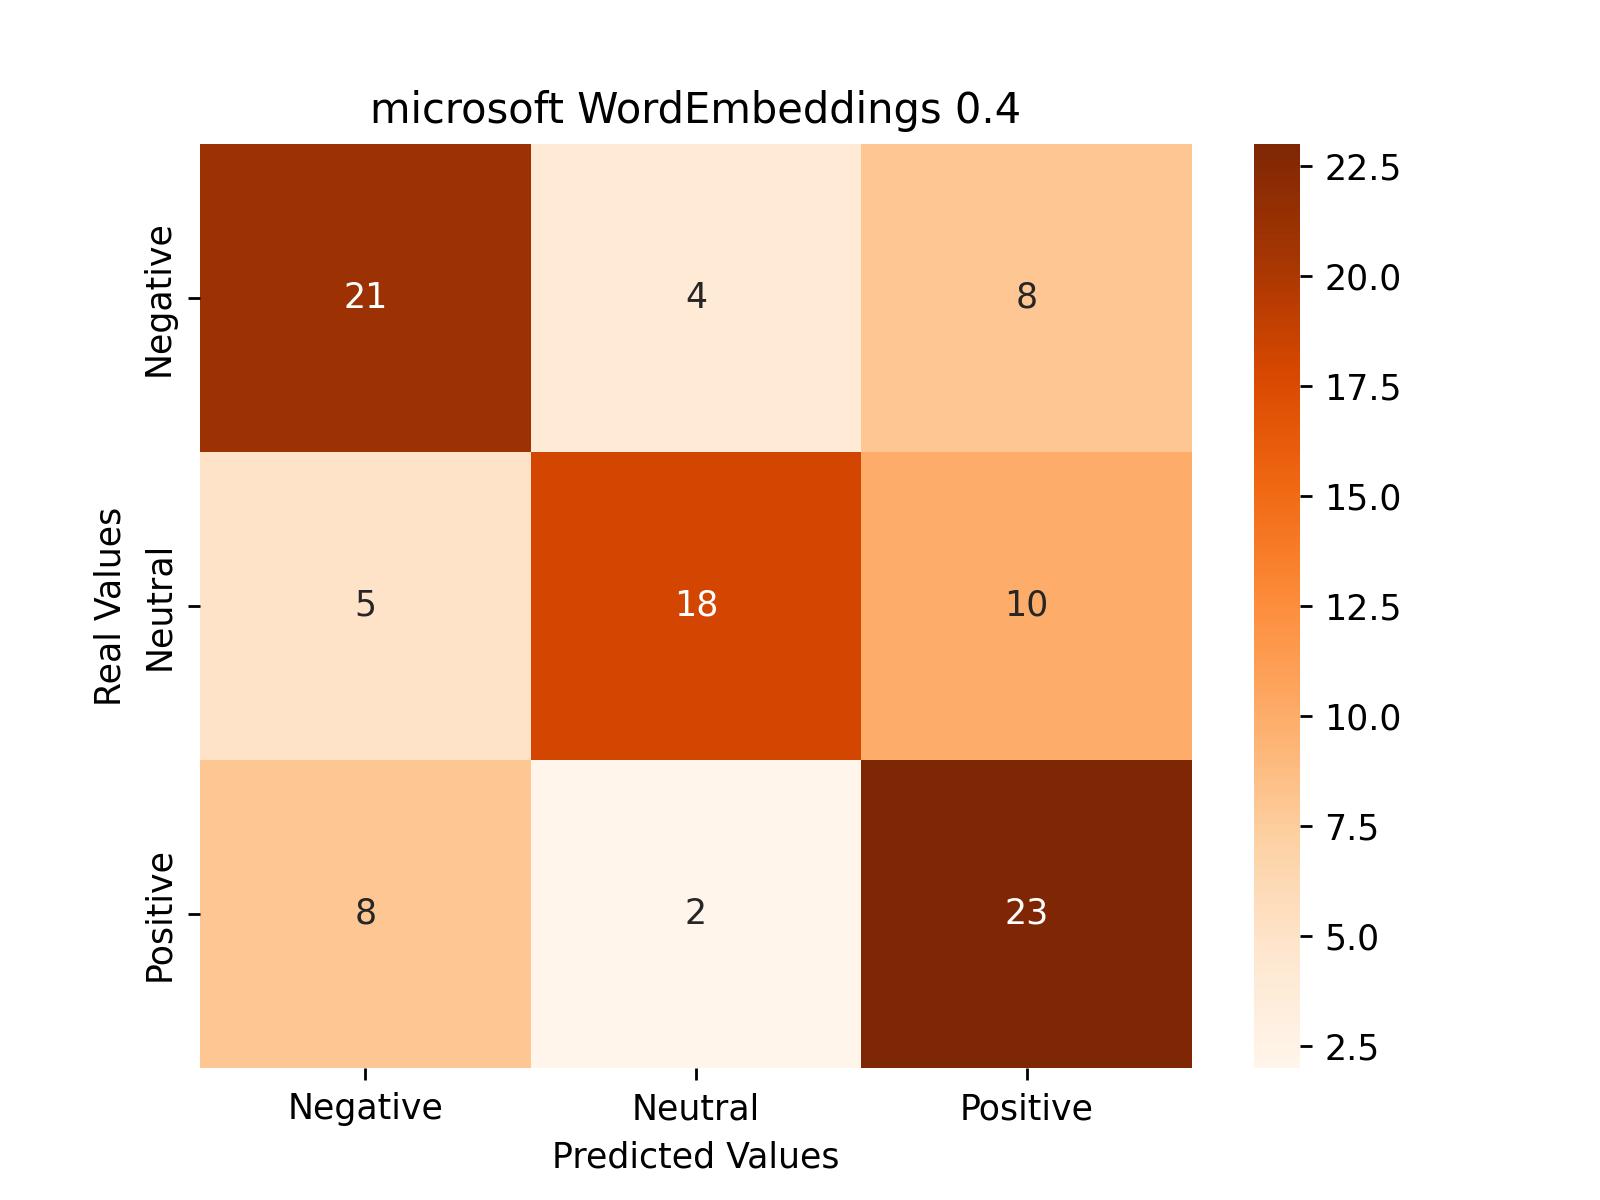 microsoft WordEmbeddings 0.4
Real Values
Negative
21 4 8
Neutral
5 18 10
Positive
8 2 23
Negative Neutral Positive
Predicted Values
22.5
20.0
17.5
15.0
12.5
10.0
7.5
5.0
2.5